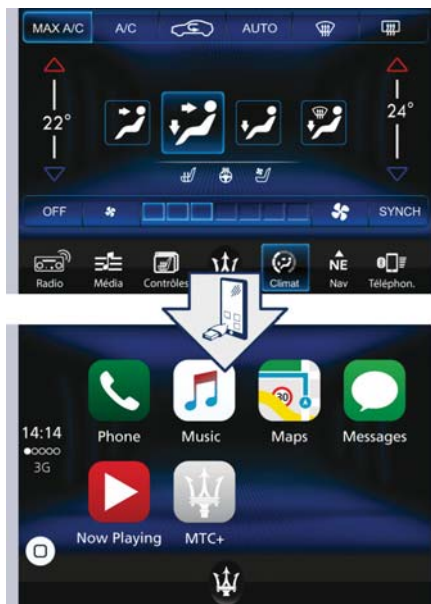 MAX A/C A/C AUTO
22° 24°
OFF SYNCH
NE
Radio Média Contrôles Climat Nav Téléphon.
30
14:14
3G
Phone Music Maps Messages
Now Playing MTC+